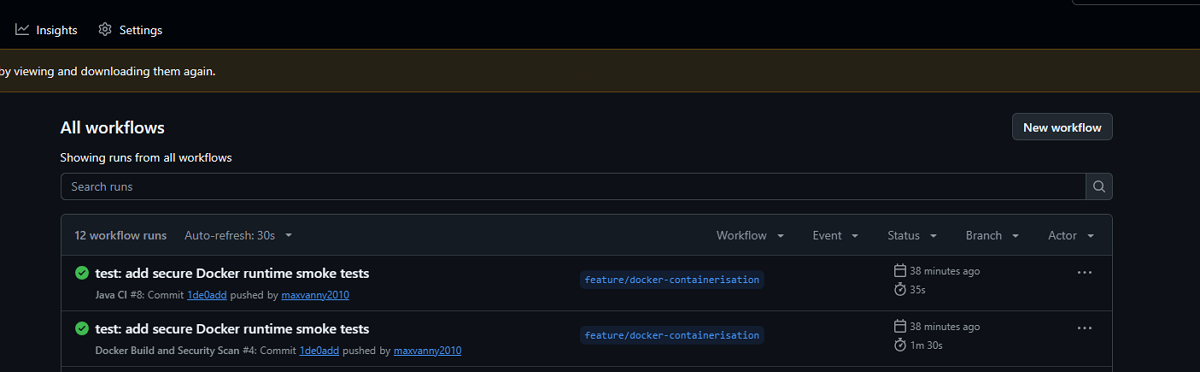 Insights Settings
by viewing and downloading them again.
All workflows New workflow
Showing runs from all workflows
Search runs
12 workflow runs Auto-refresh: 30s Workflow Event Status Branch Actor
test: add secure Docker runtime smoke tests feature/docker-containerisation 38 minutes ago
Java CI #8: Commit 1de0add pushed by maxvanny2010 35s
test: add secure Docker runtime smoke tests feature/docker-containerisation 38 minutes ago
Docker Build and Security Scan #4: Commit 1de0add pushed by maxvanny2010 1m 30s